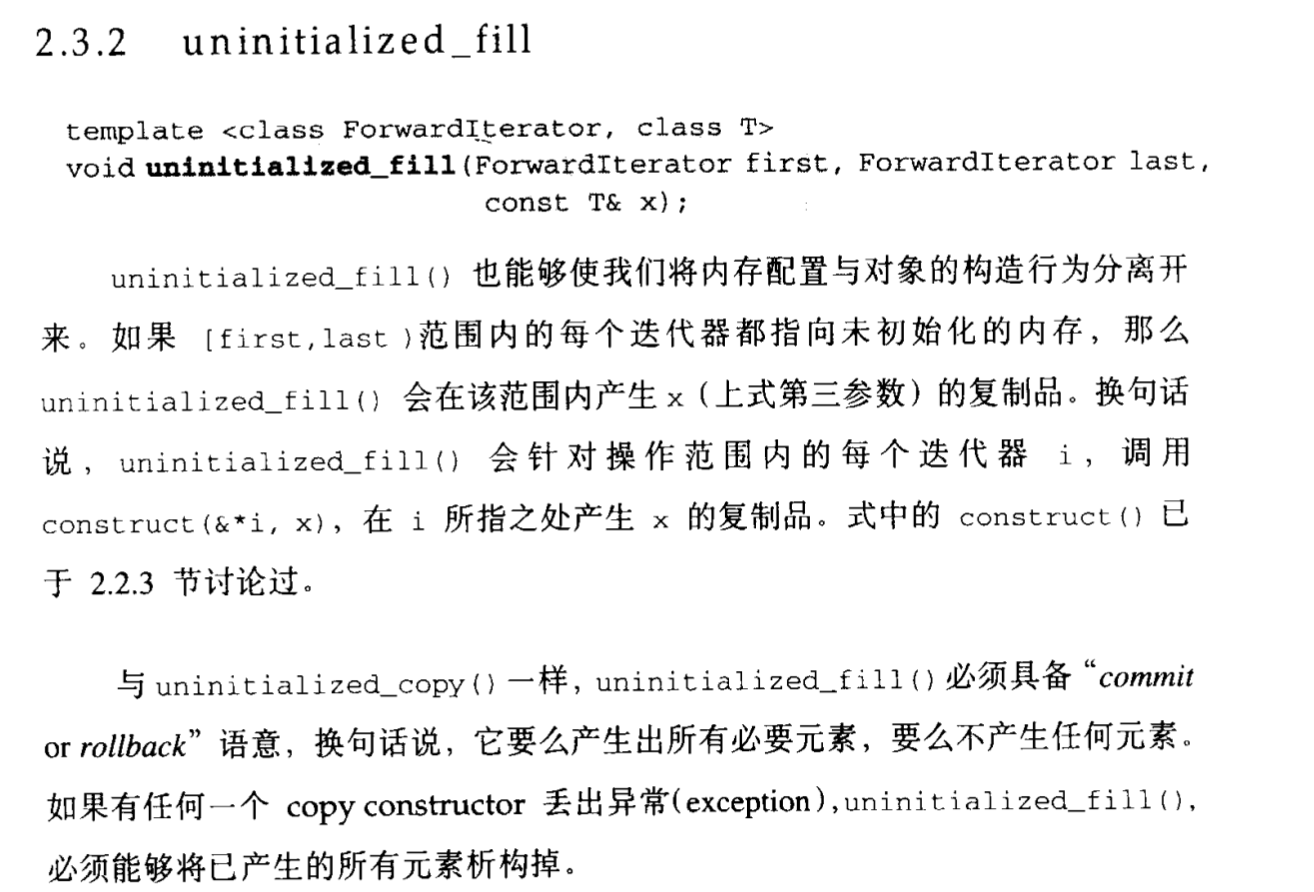 2.3.2 uninitialized_fill
template <class ForwardIterator, class T>
void uninitialized_fill(ForwardIterator first, ForwardIterator last,
const T& x);
uninitialized_fill() 也能够使我们将内存配置与对象的构造行为分离开
来。如果 [first,last )范围内的每个迭代器都指向未初始化的内存，那么
uninitialized_fill() 会在该范围内产生 x（上式第三参数）的复制品。换句话
说，uninitialized_fill() 会针对操作范围内的每个迭代器 i，调用
construct(&*i, x)，在 i 所指之处产生 x 的复制品。式中的 construct() 已
于 2.2.3 节讨论过。
与 uninitialized_copy() 一样，uninitialized_fill() 必须具备“commit
or rollback”语意，换句话说，它要么产生出所有必要元素，要么不产生任何元素。
如果有任何一个 copy constructor 丢出异常(exception),uninitialized_fill(),
必须能够将已产生的所有元素析构掉。